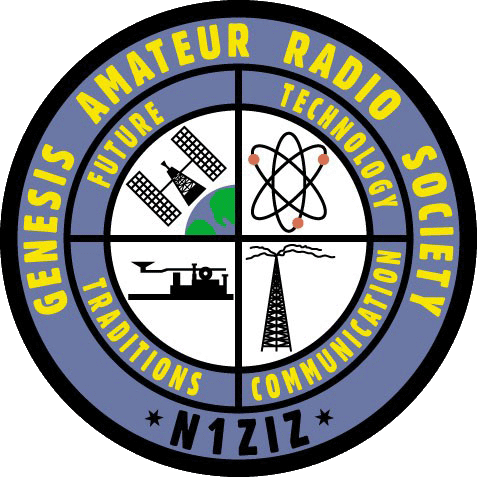 GENESIS AMATEUR RADIO SOCIETY
FUTURE
TECHNOLOGY
TRADITIONS
COMMUNICATION
* N1ZIZ *